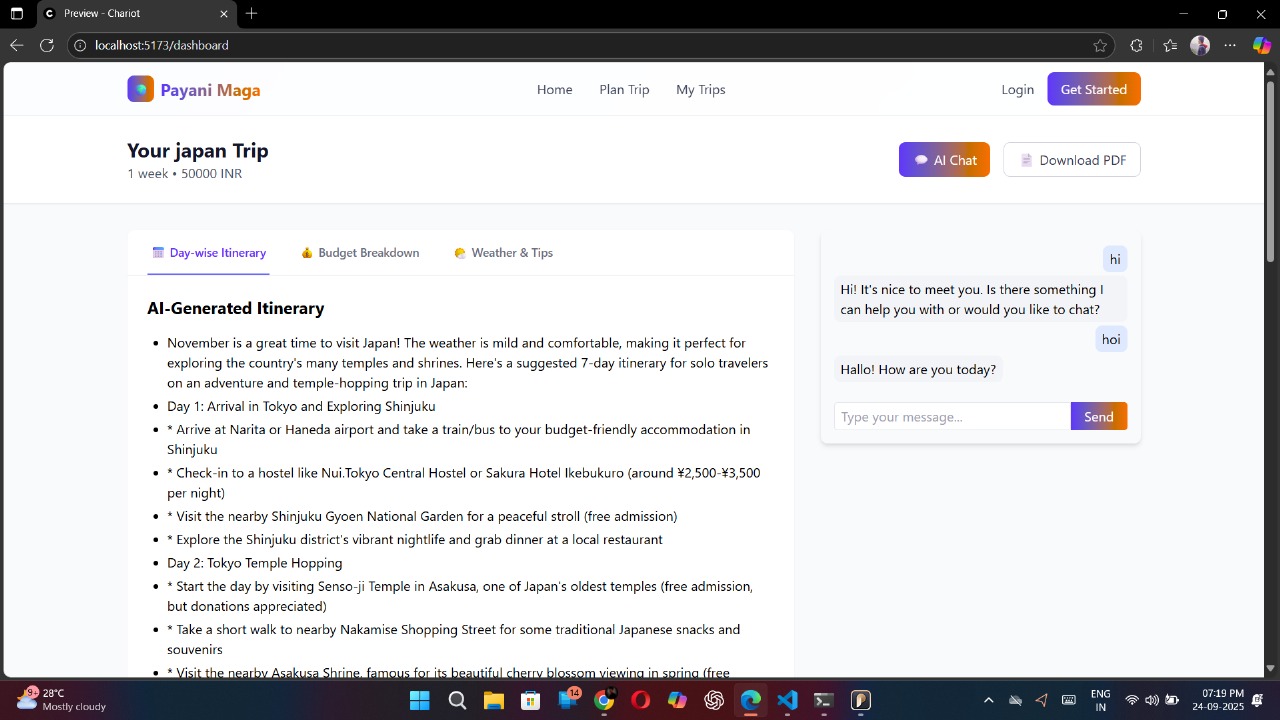 Preview - Chariot
localhost:5173/dashboard
Payani Maga
Home
Plan Trip
My Trips
Login
Get Started
Your japan Trip
1 week • 50000 INR
AI Chat
Download PDF
Day-wise Itinerary
Budget Breakdown
Weather & Tips
AI-Generated Itinerary
• November is a great time to visit Japan! The weather is mild and comfortable, making it perfect for
exploring the country's many temples and shrines. Here's a suggested 7-day itinerary for solo travelers
on an adventure and temple-hopping trip in Japan:
• Day 1: Arrival in Tokyo and Exploring Shinjuku
• * Arrive at Narita or Haneda airport and take a train/bus to your budget-friendly accommodation in
Shinjuku
• * Check-in to a hostel like Nui.Tokyo Central Hostel or Sakura Hotel Ikebukuro (around ¥2,500-¥3,500
per night)
• * Visit the nearby Shinjuku Gyoen National Garden for a peaceful stroll (free admission)
• * Explore the Shinjuku district's vibrant nightlife and grab dinner at a local restaurant
• Day 2: Tokyo Temple Hopping
• * Start the day by visiting Senso-ji Temple in Asakusa, one of Japan's oldest temples (free admission,
but donations appreciated)
• * Take a short walk to nearby Nakamise Shopping Street for some traditional Japanese snacks and
souvenirs
• * Visit the nearby Asakusa Shrine, famous for its beautiful cherry blossom viewing in spring (free
hi
Hi! It's nice to meet you. Is there something I
can help you with or would you like to chat?
hoi
Hallo! How are you today?
Type your message...
Send
9+
28°C
Mostly cloudy
14
ENG
IN
07:19 PM
24-09-2025